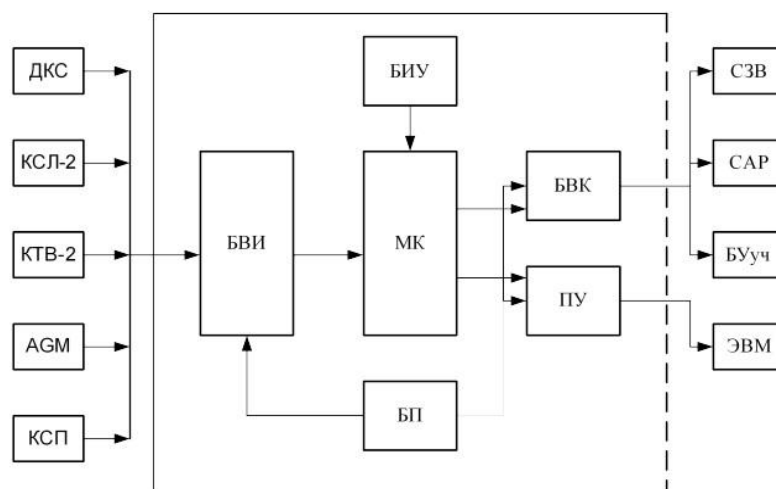 ДКС
КСЛ-2
КТВ-2
AGM
КСП
БИУ
БВИ
МК
БВК
ПУ
БП
СЗВ
САР
БУуч
ЭВМ